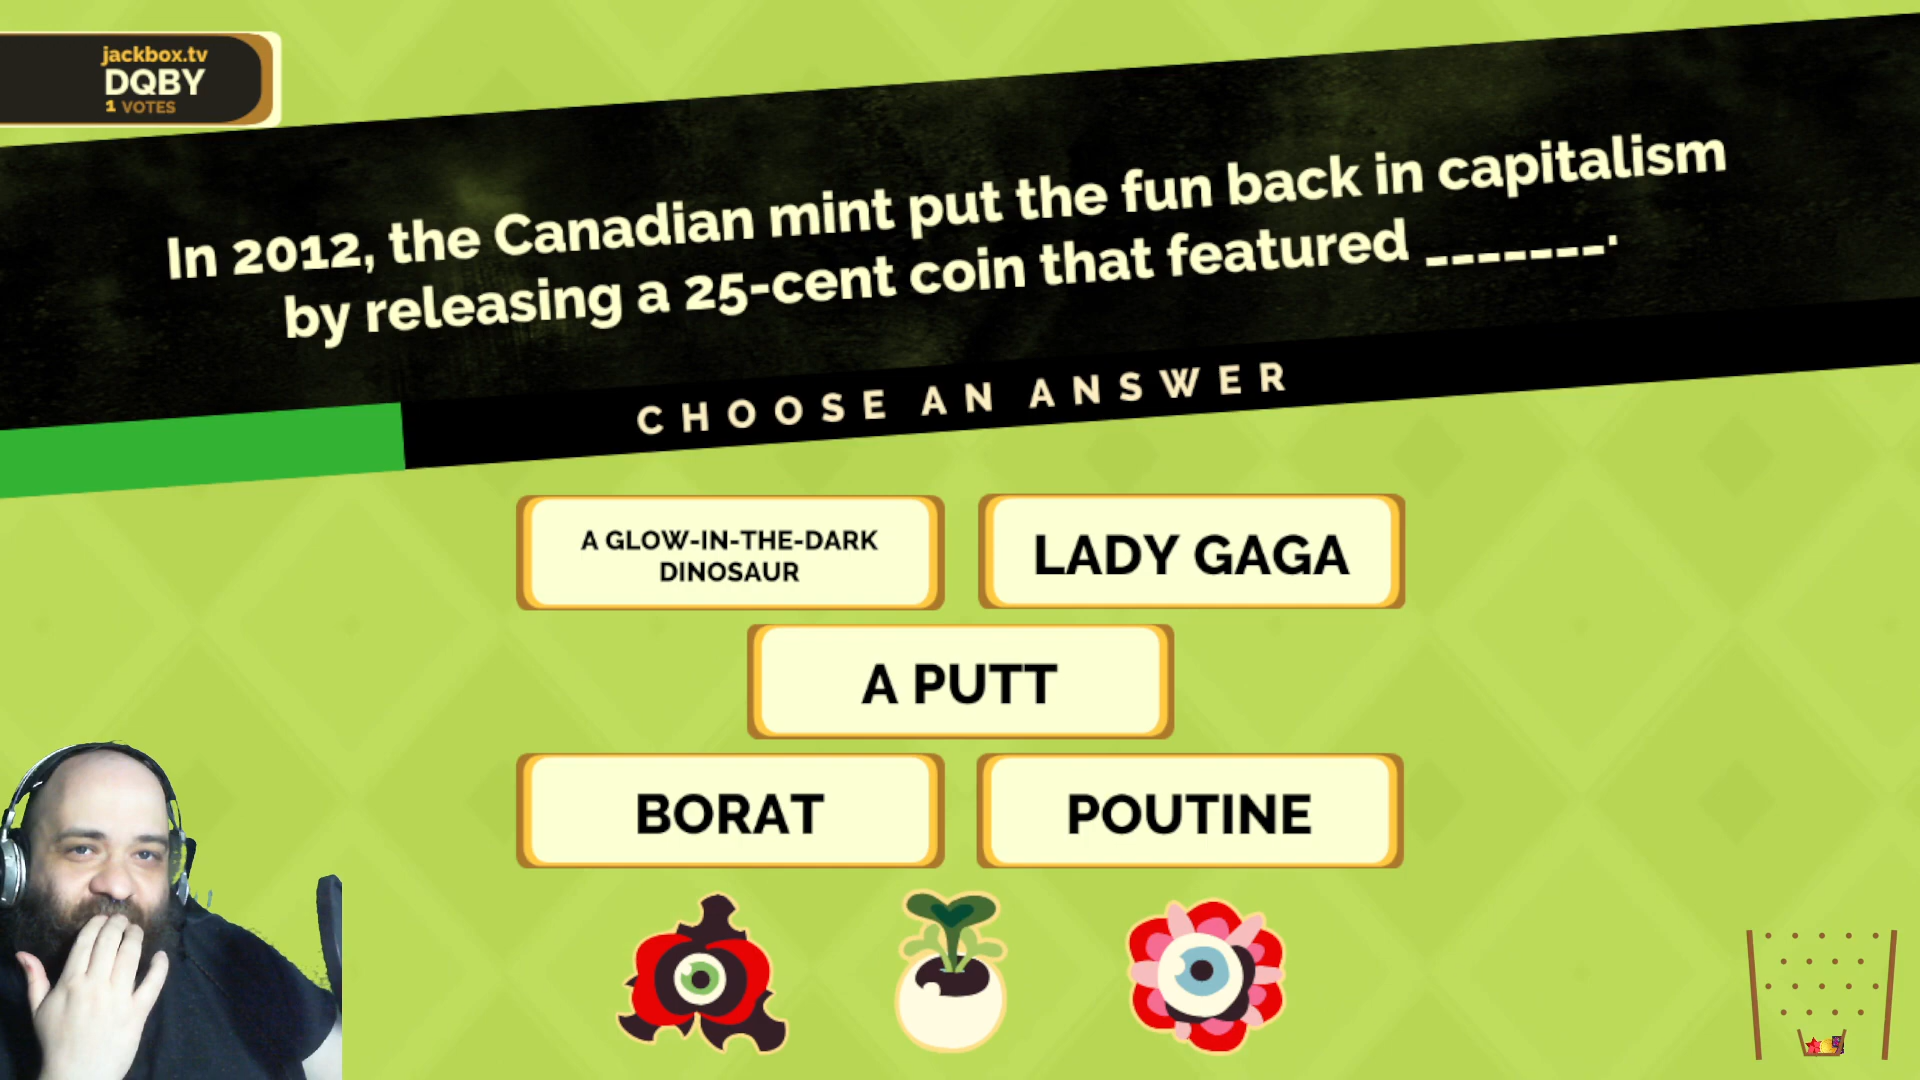 jackbox.tv
DQBY
1 VOTES
In 2012, the Canadian mint put the fun back in capitalism
by releasing a 25-cent coin that featured _______.
CHOOSE AN ANSWER
A GLOW-IN-THE-DARK
DINOSAUR
LADY GAGA
A PUTT
BORAT
POUTINE